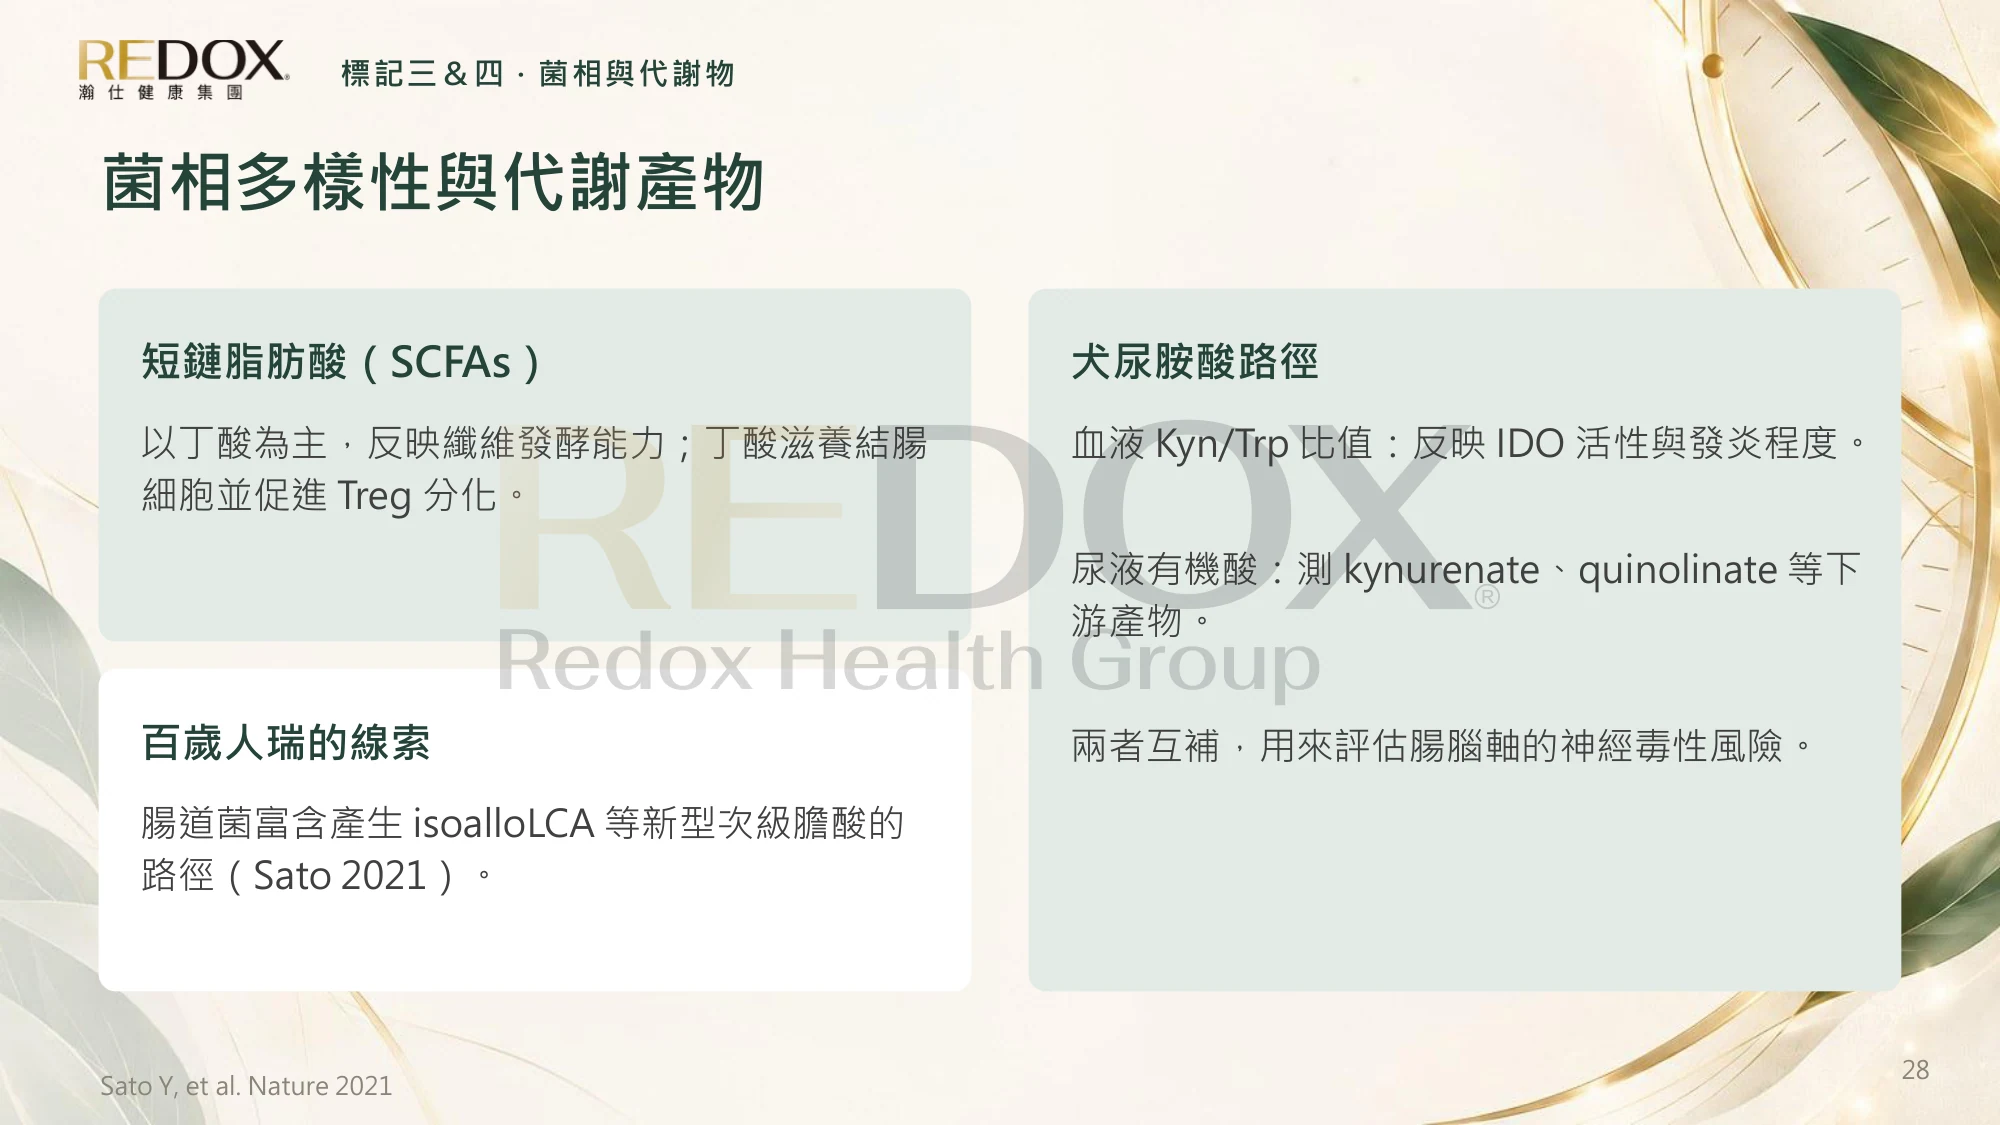 REDOX®
瀚仕健康集團
標記三＆四．菌相與代謝物
菌相多樣性與代謝產物
短鏈脂肪酸（SCFAs）
以丁酸為主，反映纖維發酵能力；丁酸滋養結腸
細胞並促進 Treg 分化。
百歲人瑞的線索
腸道菌富含產生 isoalloLCA 等新型次級膽酸的
路徑（Sato 2021）。
犬尿胺酸路徑
血液 Kyn/Trp 比值：反映 IDO 活性與發炎程度。
尿液有機酸：測 kynurenate、quinolinate 等下
游產物。
兩者互補，用來評估腸腦軸的神經毒性風險。
REDOX®
Redox Health Group
Sato Y, et al. Nature 2021
28